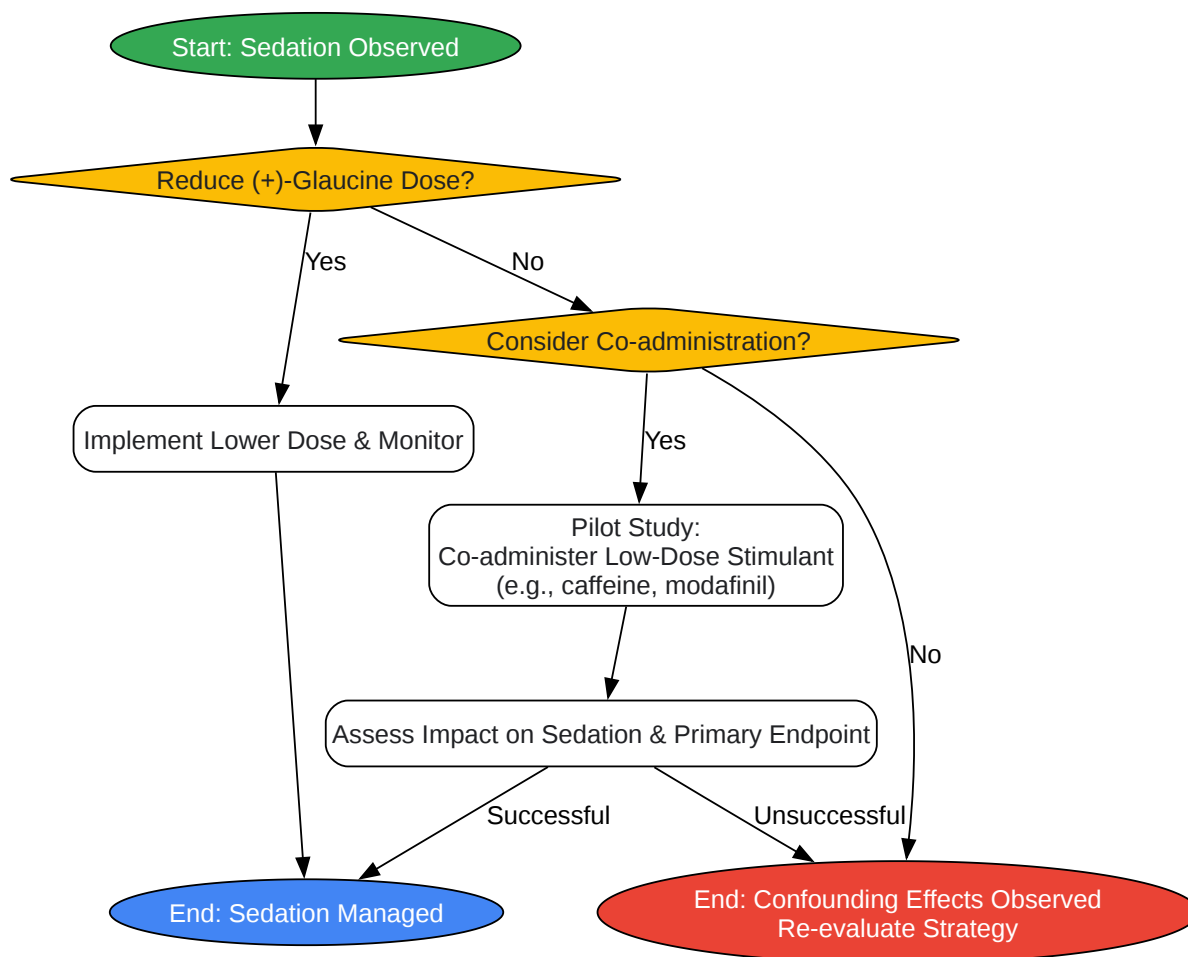 Start: Sedation Observed
Reduce (+)-Glaucine Dose?
Yes
No
Consider Co-administration?
Implement Lower Dose & Monitor
Yes
Pilot Study:
Co-administer Low-Dose Stimulant
(e.g., caffeine, modafinil)
No
Assess Impact on Sedation & Primary Endpoint
Successful
Unsuccessful
End: Sedation Managed
End: Confounding Effects Observed
Re-evaluate Strategy